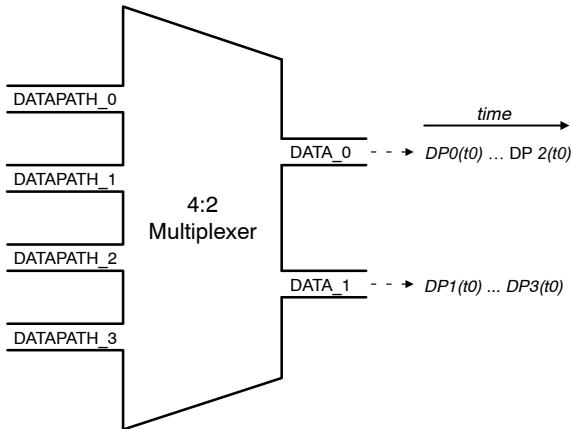 DATAPATH_0
DATAPATH_1
DATAPATH_2
DATAPATH_3
4:2
Multiplexer
DATA_0
DATA_1
time
DP0(t0) … DP 2(t0)
DP1(t0) ... DP3(t0)